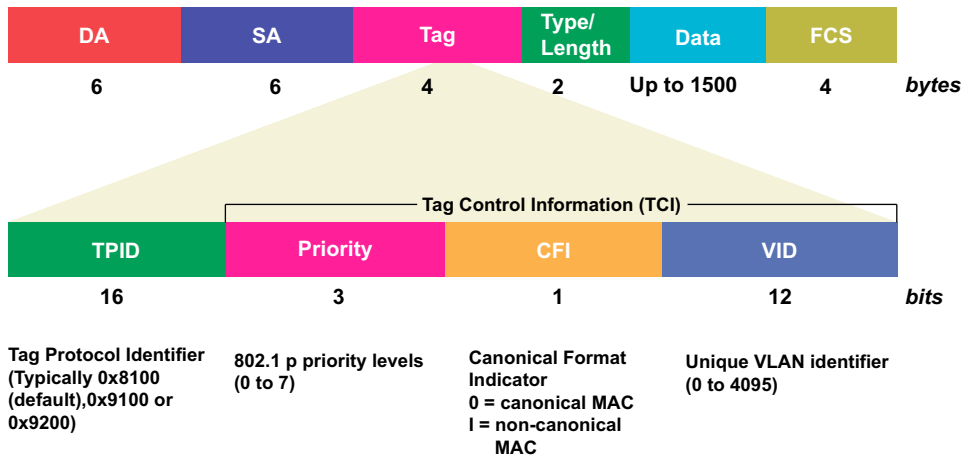 DA SA Tag Type/ Length Data FCS
6 6 4 2 Up to 1500 4 bytes
Tag Control Information (TCI)
TPID Priority CFI VID
16 3 1 12 bits
Tag Protocol Identifier
(Typically 0x8100
(default),0x9100 or
0x9200)
802.1 p priority levels
(0 to 7)
Canonical Format
Indicator
0 = canonical MAC
l = non-canonical
MAC
Unique VLAN identifier
(0 to 4095)